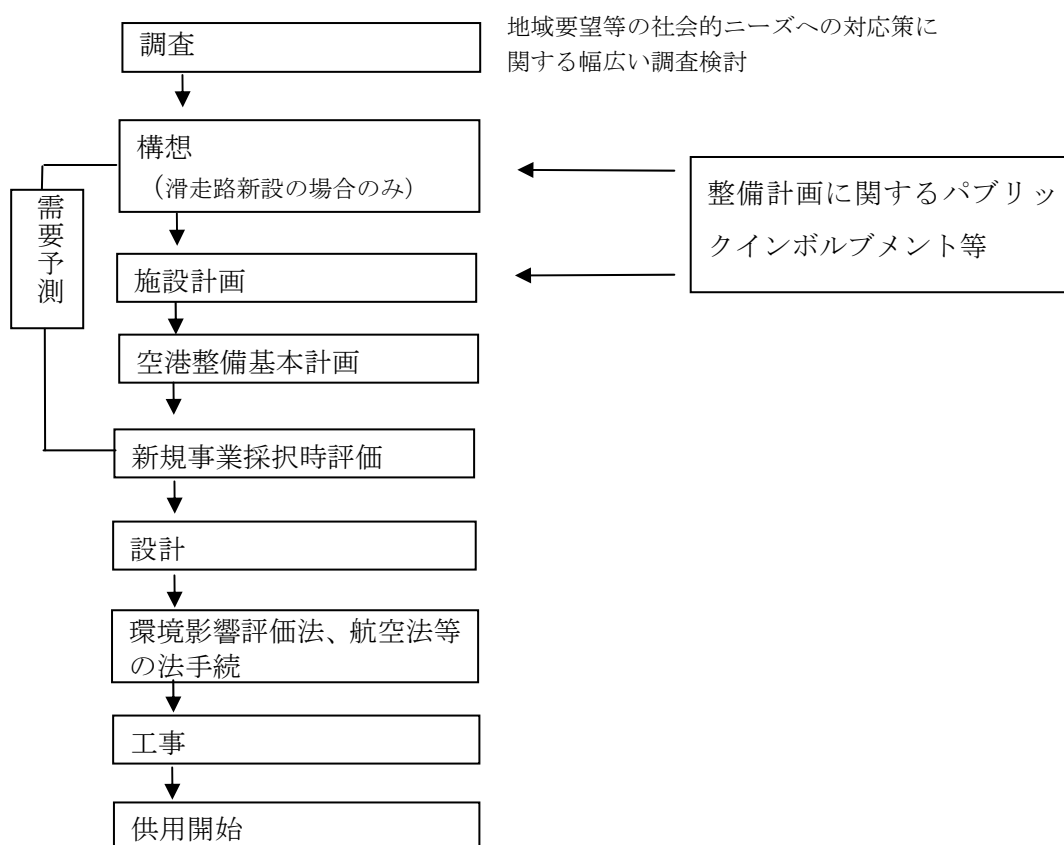 調査
地域要望等の社会的ニーズへの対応策に
関する幅広い調査検討
構想
（滑走路新設の場合のみ）
整備計画に関するパブリッ
クインボルブメント等
需要予測
施設計画
空港整備基本計画
新規事業採択時評価
設計
環境影響評価法、航空法等
の法手続
工事
供用開始